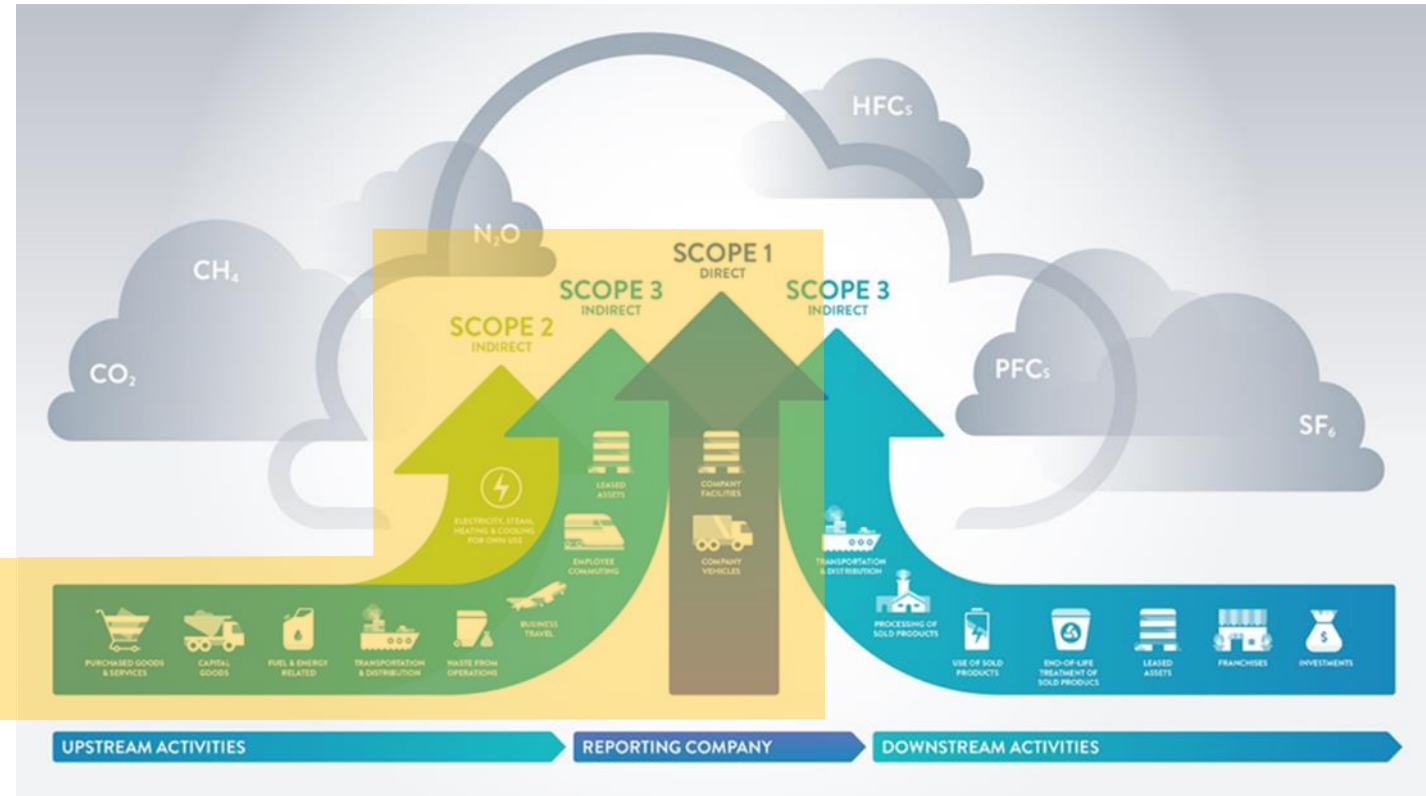 HFCs
N₂O
CH₄
CO₂
PFCs
SF₆
SCOPE 1
DIRECT
SCOPE 3
INDIRECT
SCOPE 3
INDIRECT
SCOPE 2
INDIRECT
ELECTRICITY, STEAM,
HEATING & COOLING
FOR OWN USE
LEASED
ASSETS
EMPLOYEE
COMMUTING
BUSINESS
TRAVEL
PURCHASED GOODS
& SERVICES
CAPITAL
GOODS
FUEL & ENERGY
RELATED
TRANSPORTATION
& DISTRIBUTION
WASTE FROM
OPERATIONS
COMPANY
FACILITIES
COMPANY
VEHICLES
TRANSPORTATION
& DISTRIBUTION
PROCESSING OF
SOLD PRODUCTS
USE OF SOLD
PRODUCTS
END-OF-LIFE
TREATMENT OF
SOLD PRODUCS
LEASED
ASSETS
FRANCHISES
$
INVESTMENTS
UPSTREAM ACTIVITIES
REPORTING COMPANY
DOWNSTREAM ACTIVITIES